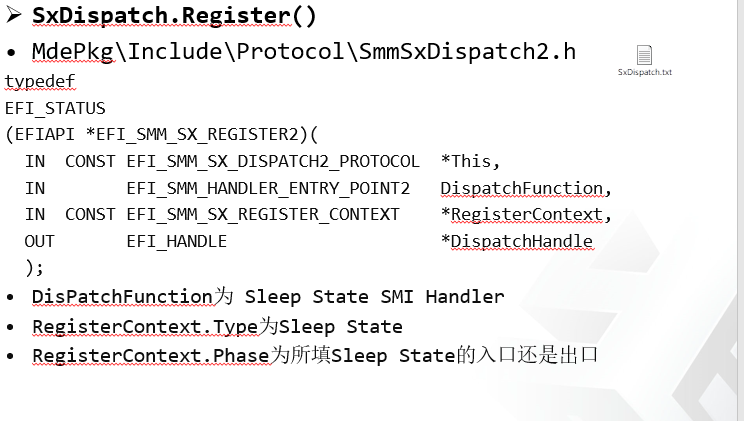 ➢ SxDispatch.Register()
• MdePkg\Include\Protocol\SmmSxDispatch2.h
SxDispatch.txt
typedef
EFI_STATUS
(EFIAPI *EFI_SMM_SX_REGISTER2)(
IN CONST EFI_SMM_SX_DISPATCH2_PROTOCOL *This,
IN EFI_SMM_HANDLER_ENTRY_POINT2 DispatchFunction,
IN CONST EFI_SMM_SX_REGISTER_CONTEXT *RegisterContext,
OUT EFI_HANDLE *DispatchHandle
);
• DisPatchFunction为 Sleep State SMI Handler
• RegisterContext.Type为Sleep State
• RegisterContext.Phase为所填Sleep State的入口还是出口